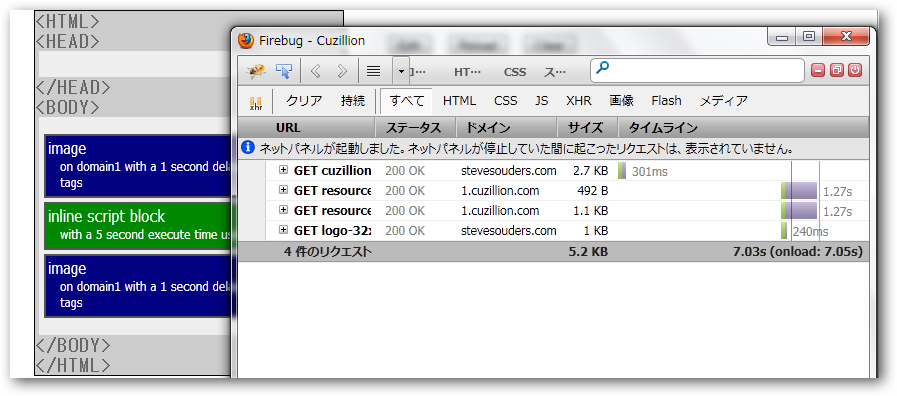 <HTML>
<HEAD>
</HEAD>
<BODY>
image
on domain1 with a 1 second
tags
inline script block
with a 5 second execute time
image
on domain1 with a 1 second
tags
</BODY>
</HTML>
Firebug - Cuzillion
HT… CSS ス…
xhr クリア 持続 すべて HTML CSS JS XHR 画像 Flash メディア
URL ステータス ドメイン サイズ タイムライン
ネットパネルが起動しました。ネットパネルが停止していた間に起こったリクエストは、表示されていません。
GET cuzillion 200 OK stevesouders.com 2.7 KB 301ms
GET resource 200 OK 1.cuzillion.com 492 B 1.27s
GET resource 200 OK 1.cuzillion.com 1.1 KB 1.27s
GET logo-32x 200 OK stevesouders.com 1 KB 240ms
4 件のリクエスト 5.2 KB 7.03s (onload: 7.05s)